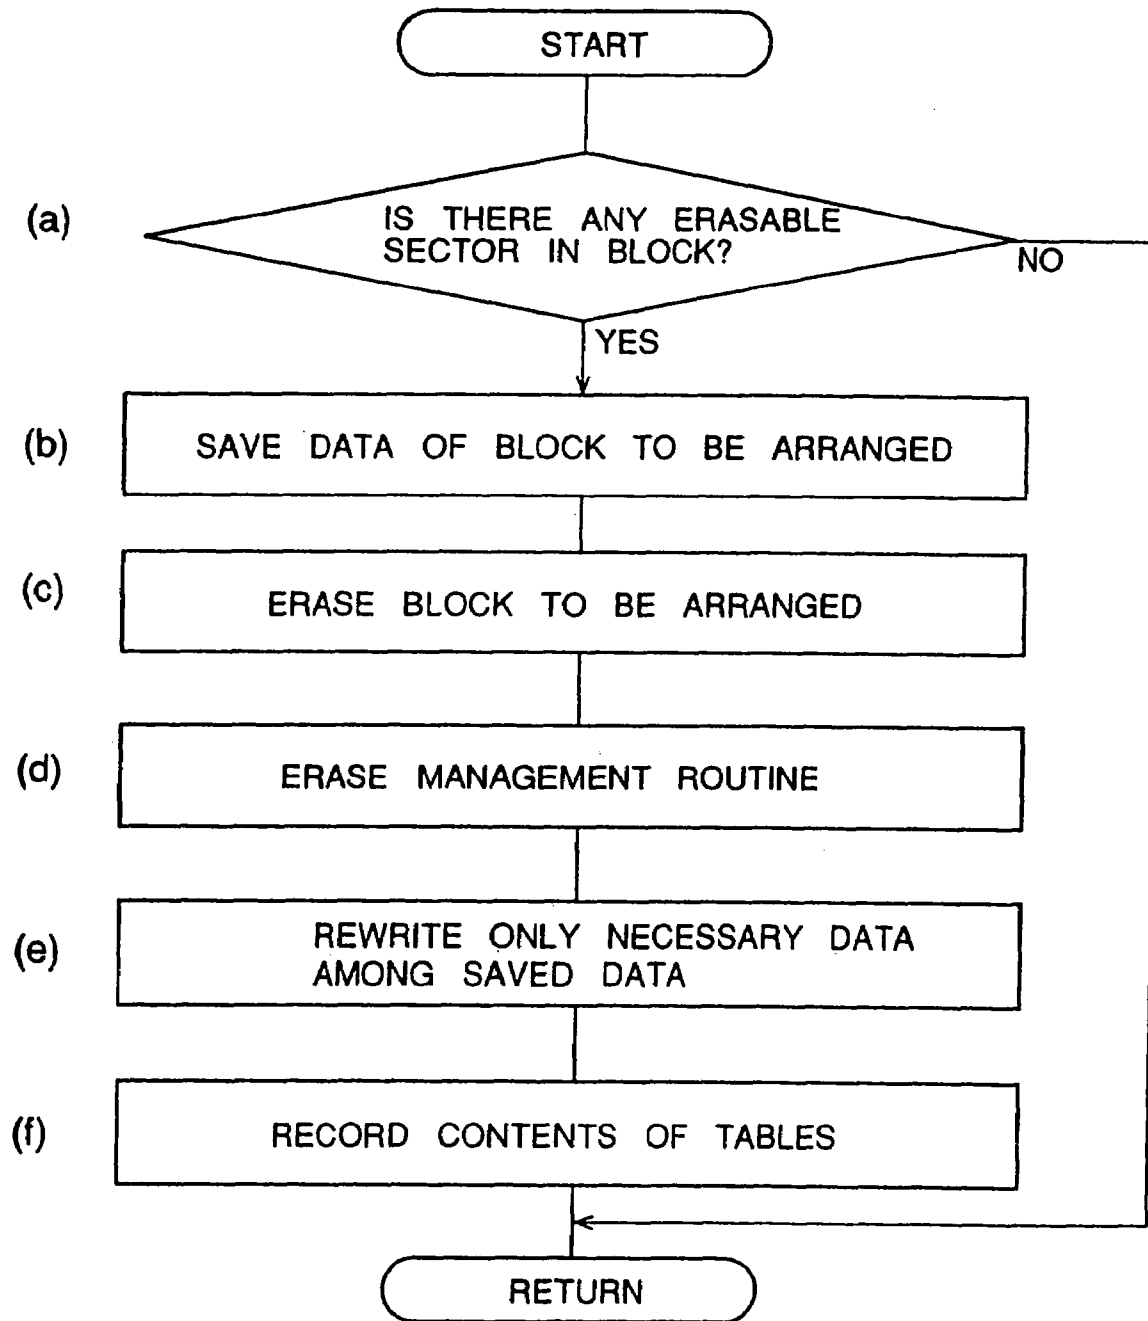 START
(a)
IS THERE ANY ERASABLE
SECTOR IN BLOCK?
NO
YES
(b)
SAVE DATA OF BLOCK TO BE ARRANGED
(c)
ERASE BLOCK TO BE ARRANGED
(d)
ERASE MANAGEMENT ROUTINE
(e)
REWRITE ONLY NECESSARY DATA
AMONG SAVED DATA
(f)
RECORD CONTENTS OF TABLES
RETURN